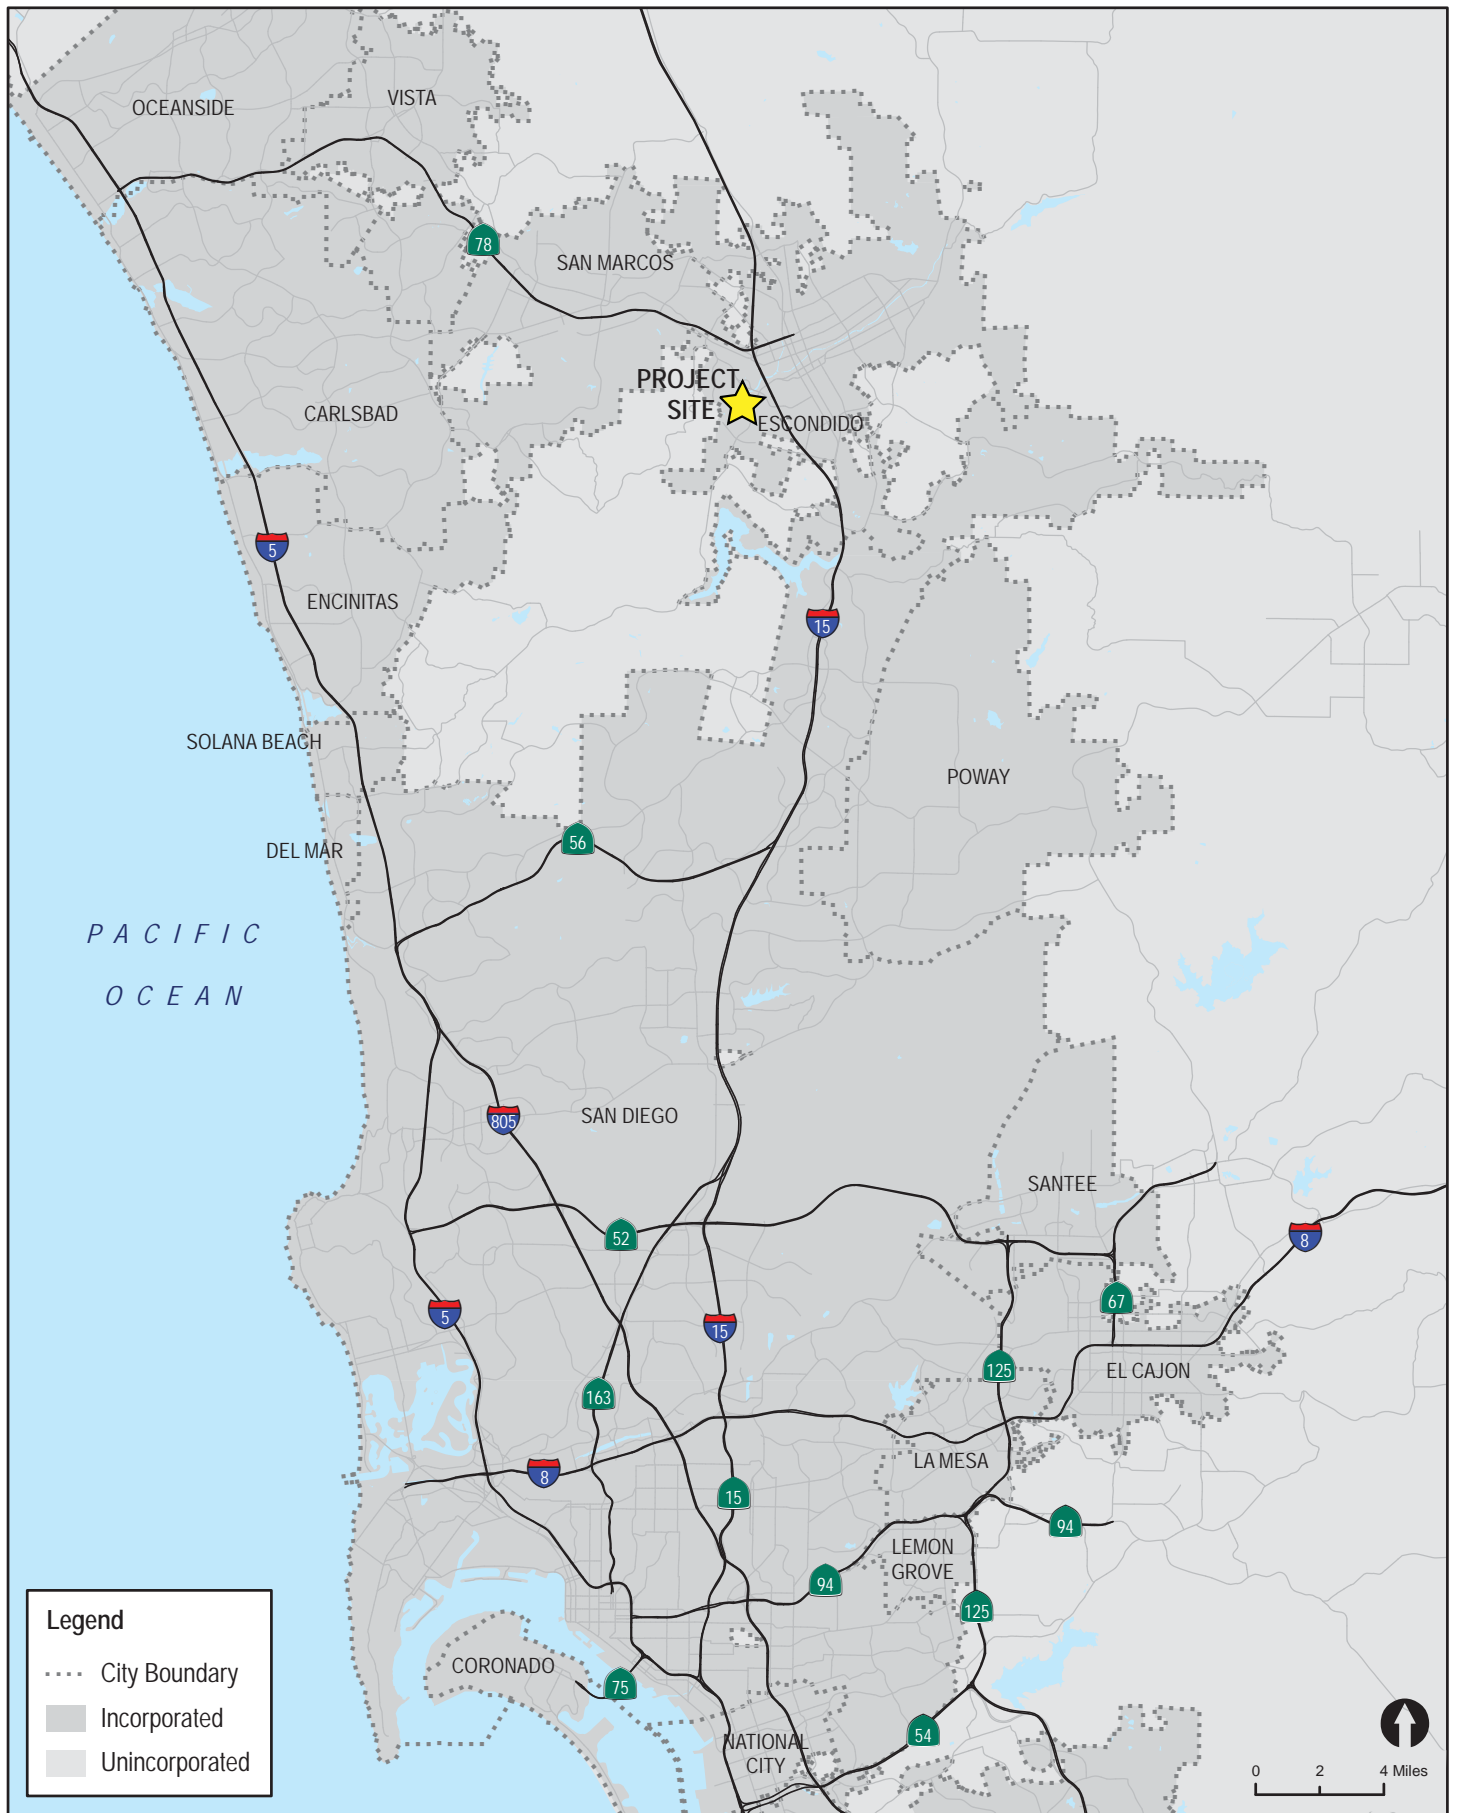 OCEANSIDE
VISTA
78
SAN MARCOS
PROJECT
SITE
ESCONDIDO
CARLSBAD
5
ENCINITAS
15
SOLANA BEACH
POWAY
56
DEL MAR
PACIFIC
OCEAN
805
SAN DIEGO
SANTEE
52
8
67
5
15
125
EL CAJON
163
LA MESA
8
15
94
LEMON
GROVE
94
125
CORONADO
75
54
NATIONAL
CITY
Legend
City Boundary
Incorporated
Unincorporated
0 2 4 Miles